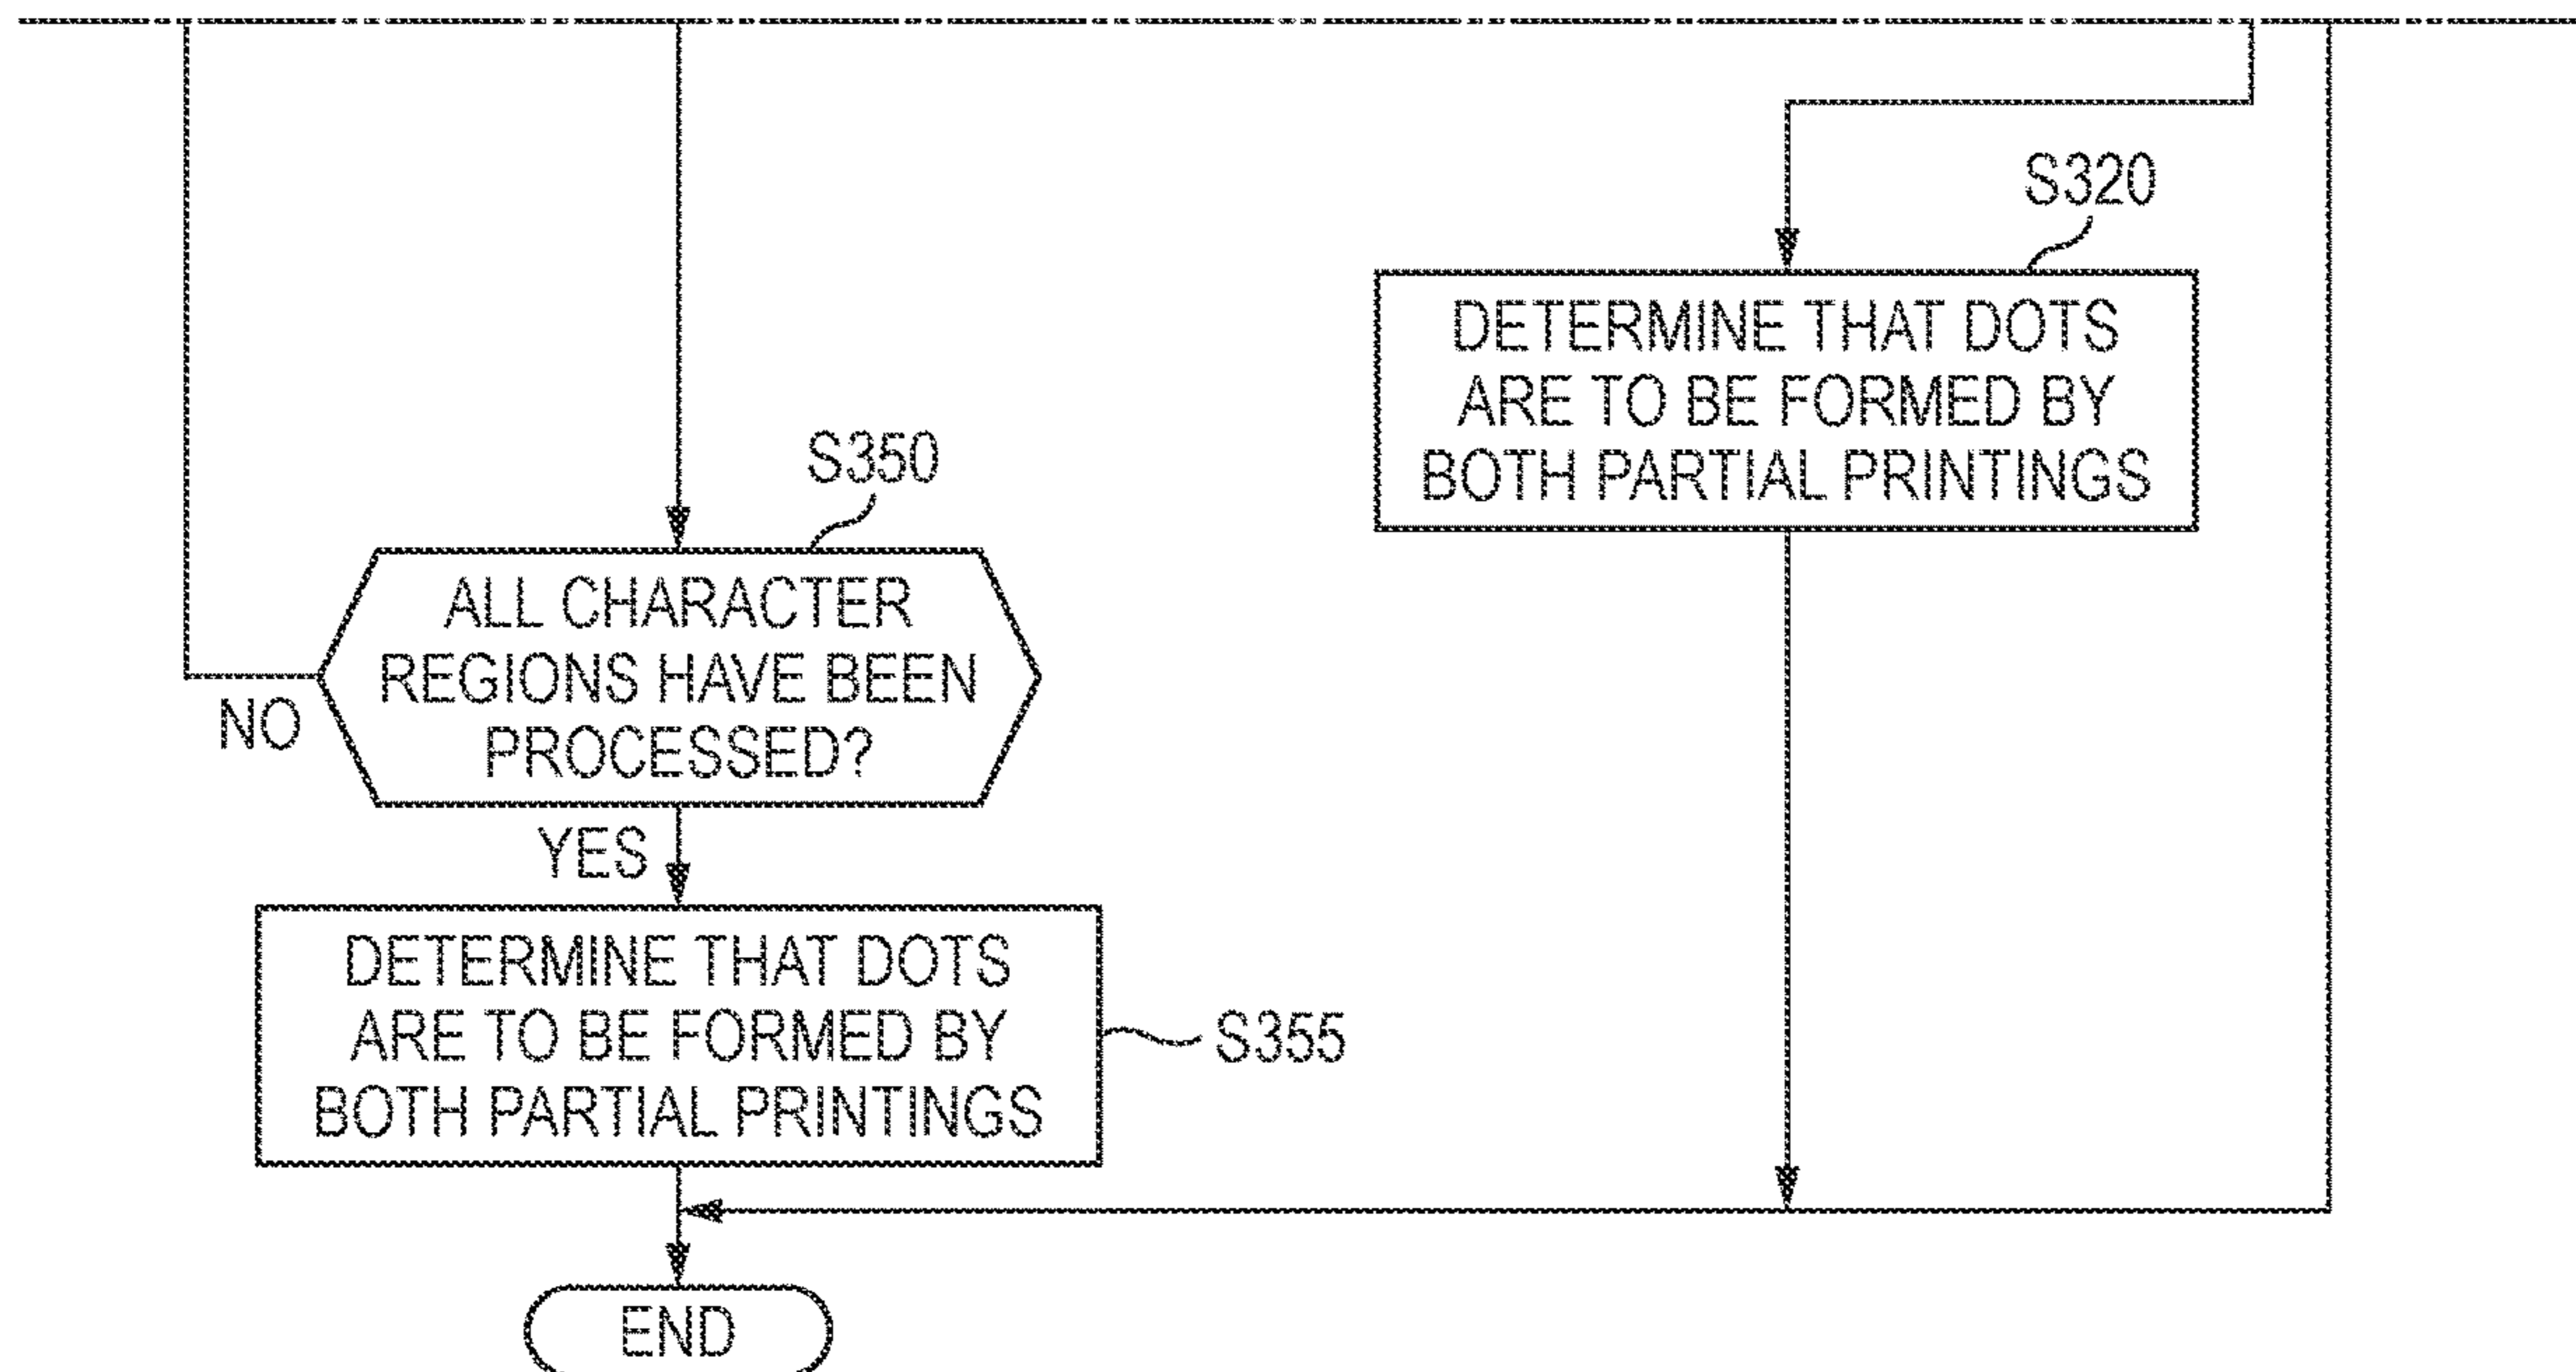 S320
DETERMINE THAT DOTS
ARE TO BE FORMED BY
BOTH PARTIAL PRINTINGS
S350
ALL CHARACTER
REGIONS HAVE BEEN
PROCESSED?
NO
YES
DETERMINE THAT DOTS
ARE TO BE FORMED BY
BOTH PARTIAL PRINTINGS
S355
END